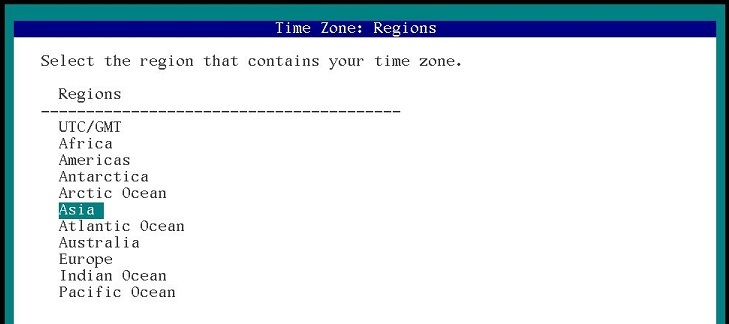 Time Zone: Regions
Select the region that contains your time zone.
Regions
----------------------------------------
UTC/GMT
Africa
Americas
Antarctica
Arctic Ocean
Asia
Atlantic Ocean
Australia
Europe
Indian Ocean
Pacific Ocean